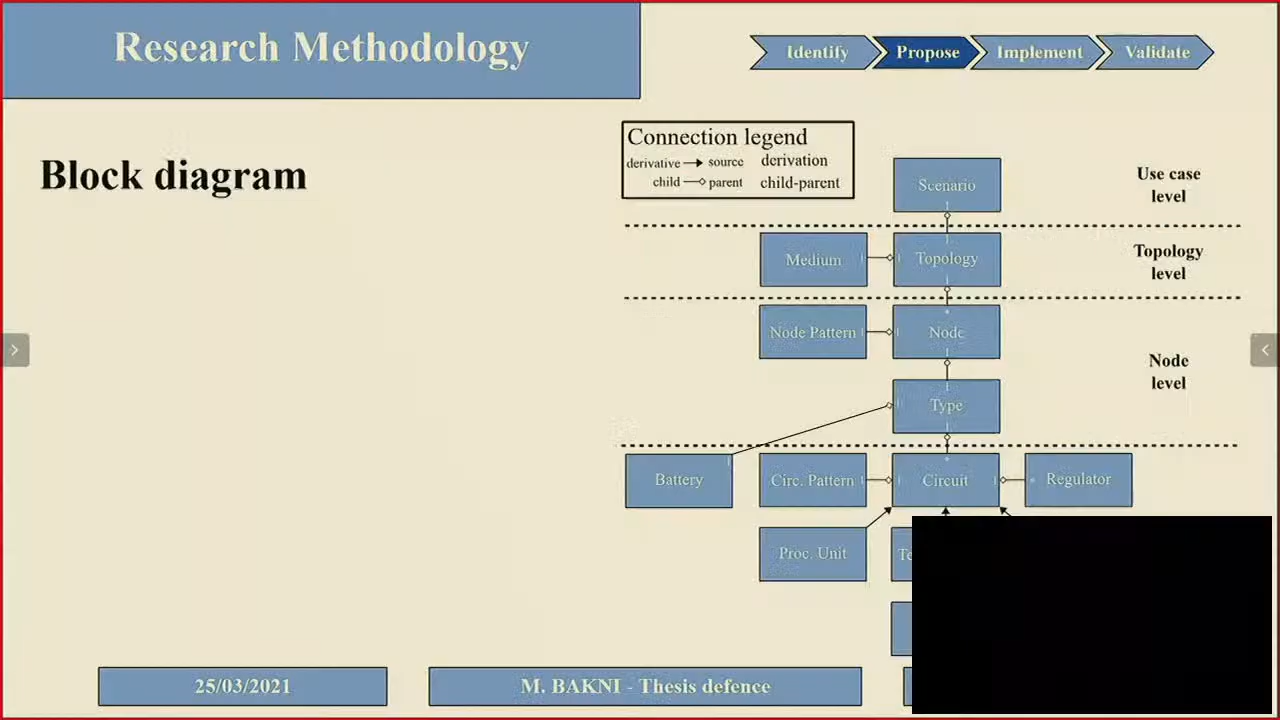 Research Methodology
Identify
Propose
Implement
Validate
Block diagram
Connection legend
derivative source derivation
child parent child-parent
Scenario
Use case
level
Medium
Topology
Topology
level
Node Pattern
Node
Node
level
Type
Battery
Circ. Pattern
Circuit
Regulator
Proc. Unit
25/03/2021
M. BAKNI - Thesis defence